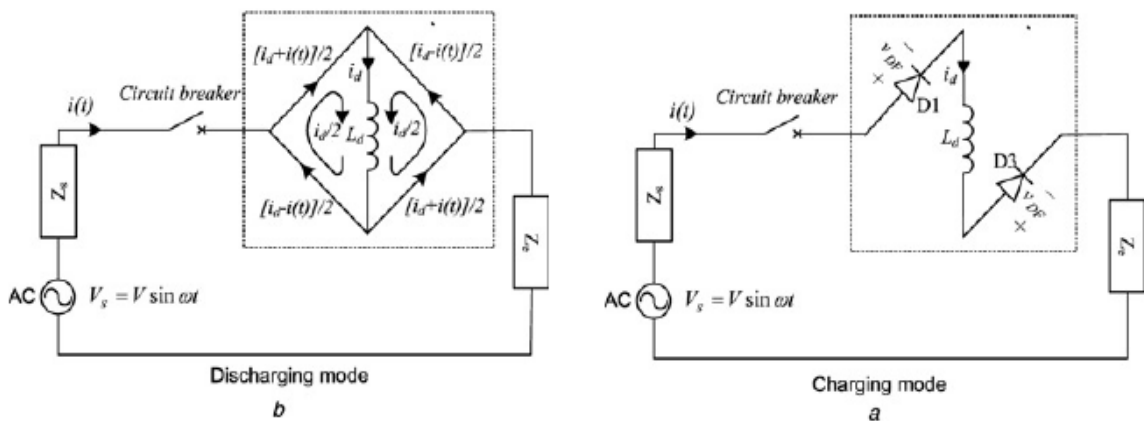 [i_d+i(t)]/2
[i_d-i(t)]/2
i_d
i(t)
Circuit breaker
i_d/2
L_d
i_d/2
Z_s
[i_d-i(t)]/2
[i_d+i(t)]/2
Z_e
AC
V_s = V sin ωt
Discharging mode
b
v_DF
+
−
i_d
D1
i(t)
Circuit breaker
L_d
D3
−
v_DF
+
Z_s
Z_e
AC
V_s = V sin ωt
Charging mode
a